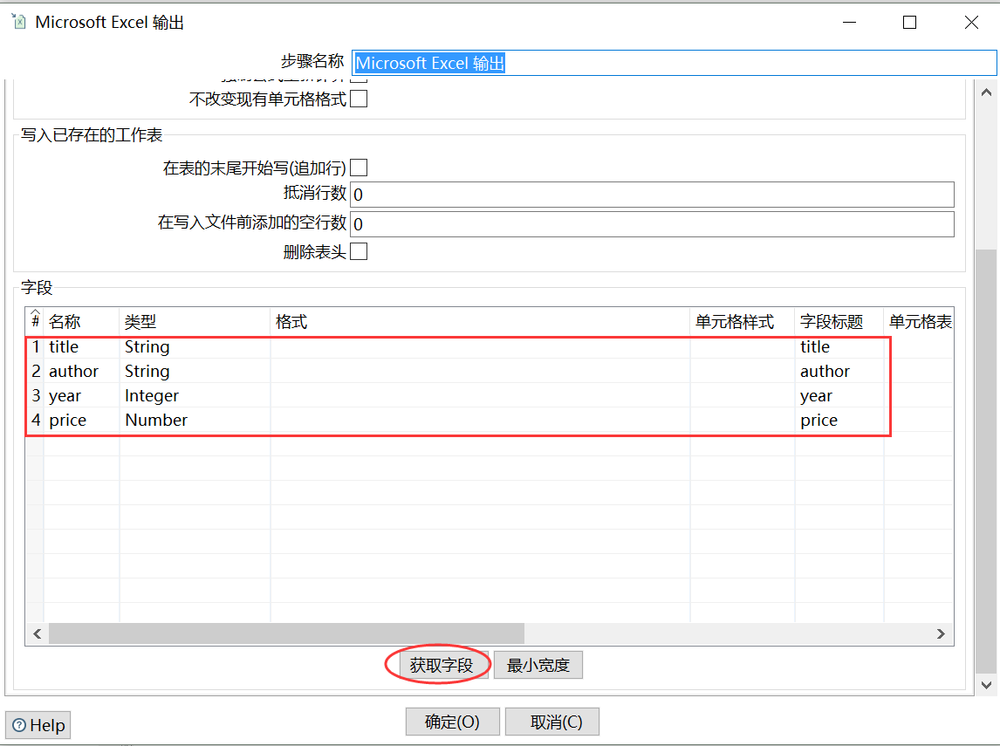 Microsoft Excel 输出
步骤名称 Microsoft Excel 输出
不改变现有单元格格式
写入已存在的工作表
在表的末尾开始写(追加行)
抵消行数 0
在写入文件前添加的空行数 0
删除表头
字段
# 名称 类型 格式 单元格样式 字段标题 单元格表
1 title String title
2 author String author
3 year Integer year
4 price Number price
获取字段 最小宽度
Help 确定(O) 取消(C)